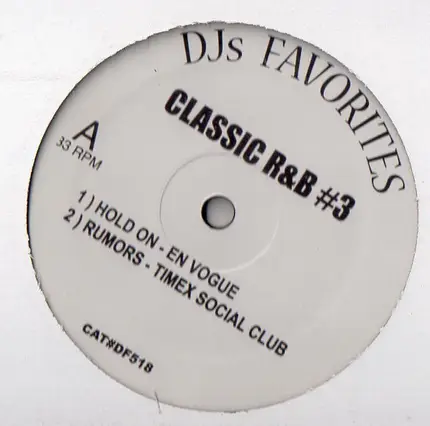 DJs FAVORITES
CLASSIC R&B #3
A
33 RPM
1 ) HOLD ON - EN VOGUE
2 ) RUMORS - TIMEX SOCIAL CLUB
CAT#DF518